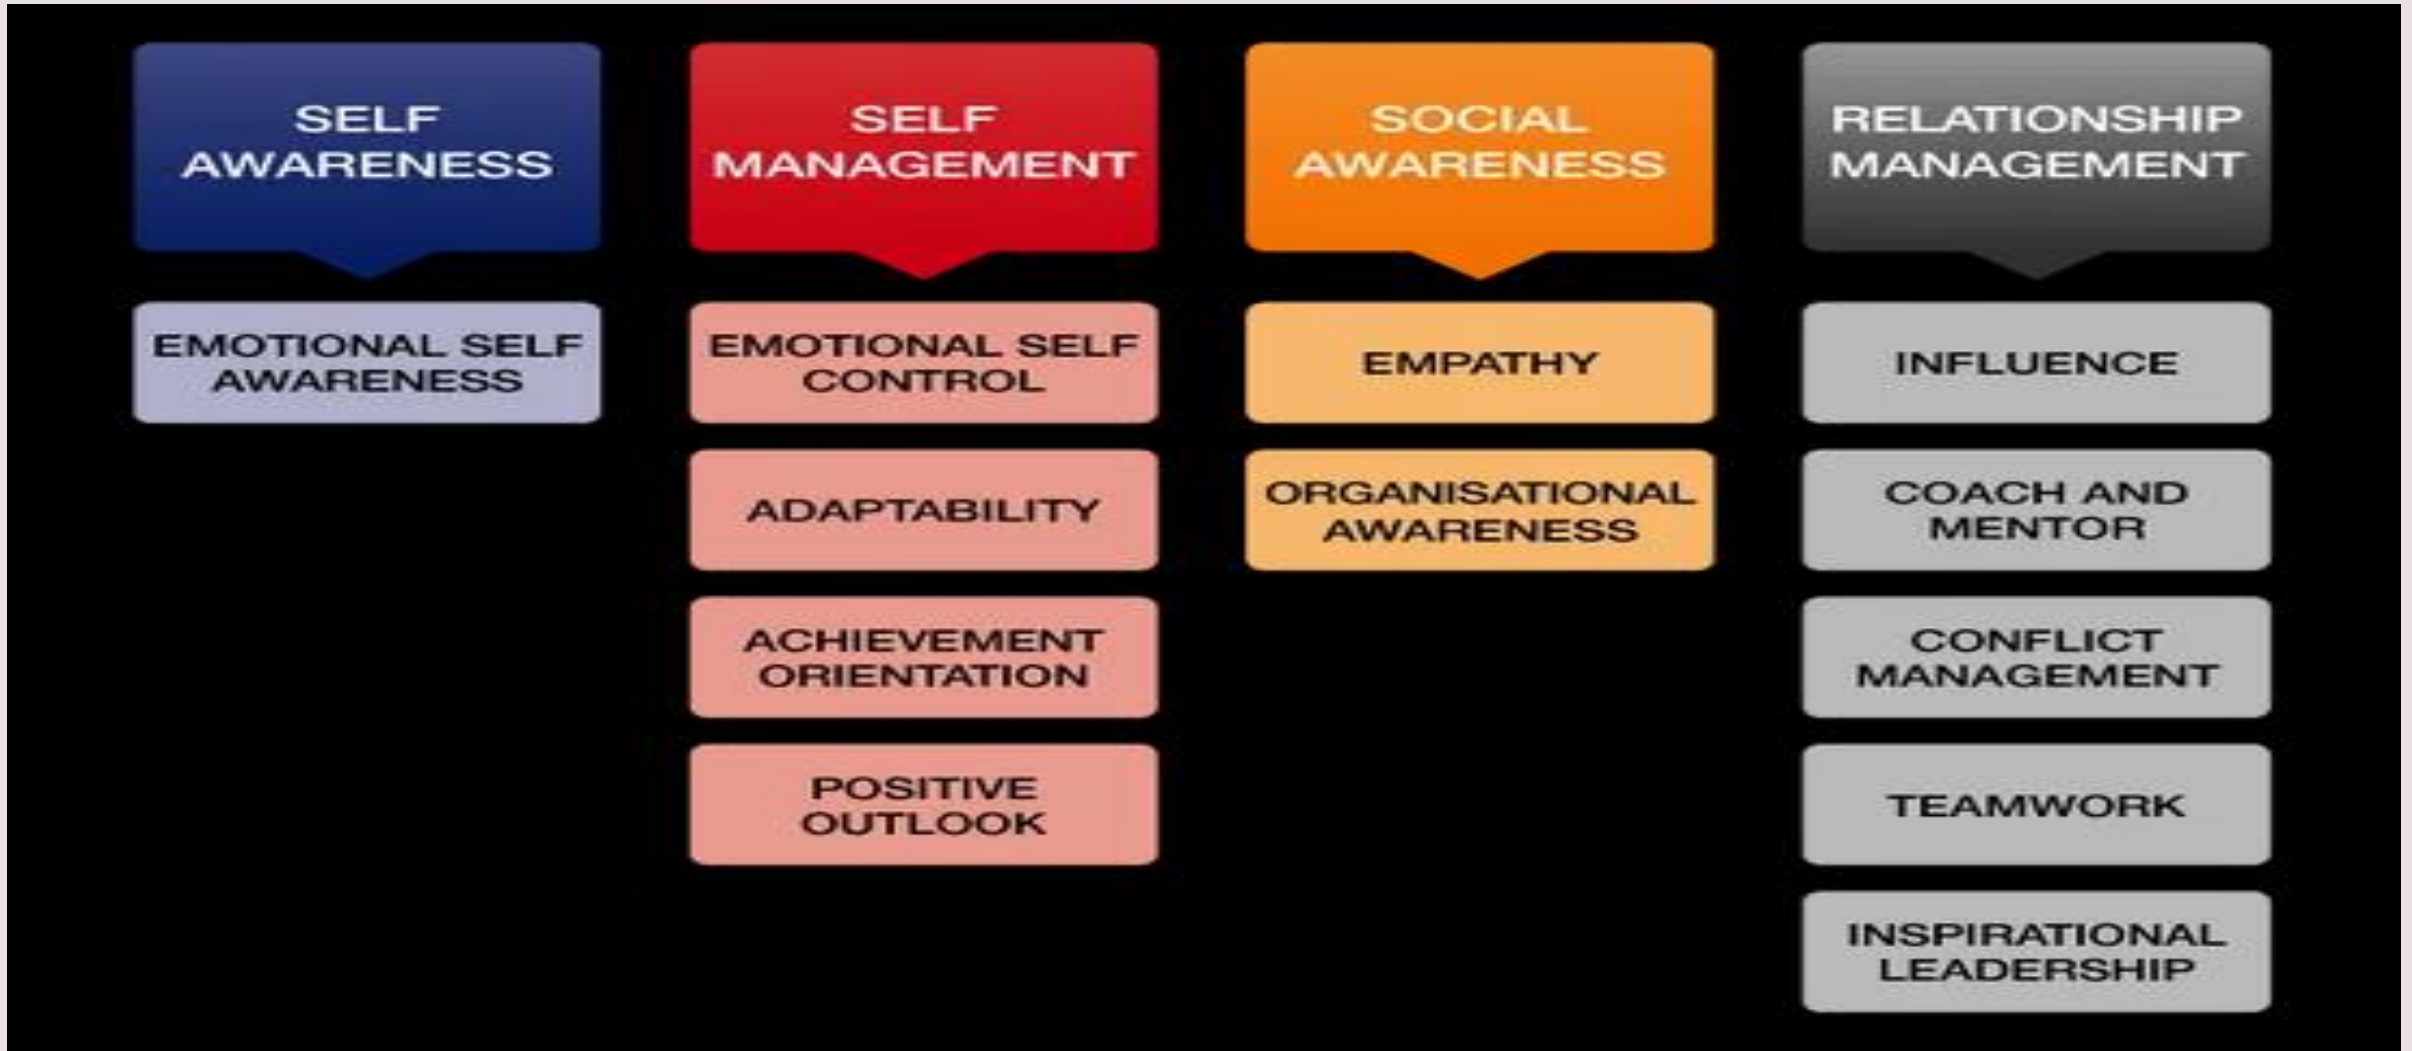 SELF
AWARENESS
EMOTIONAL SELF
AWARENESS
SELF
MANAGEMENT
EMOTIONAL SELF
CONTROL
ADAPTABILITY
ACHIEVEMENT
ORIENTATION
POSITIVE
OUTLOOK
SOCIAL
AWARENESS
EMPATHY
ORGANISATIONAL
AWARENESS
RELATIONSHIP
MANAGEMENT
INFLUENCE
COACH AND
MENTOR
CONFLICT
MANAGEMENT
TEAMWORK
INSPIRATIONAL
LEADERSHIP